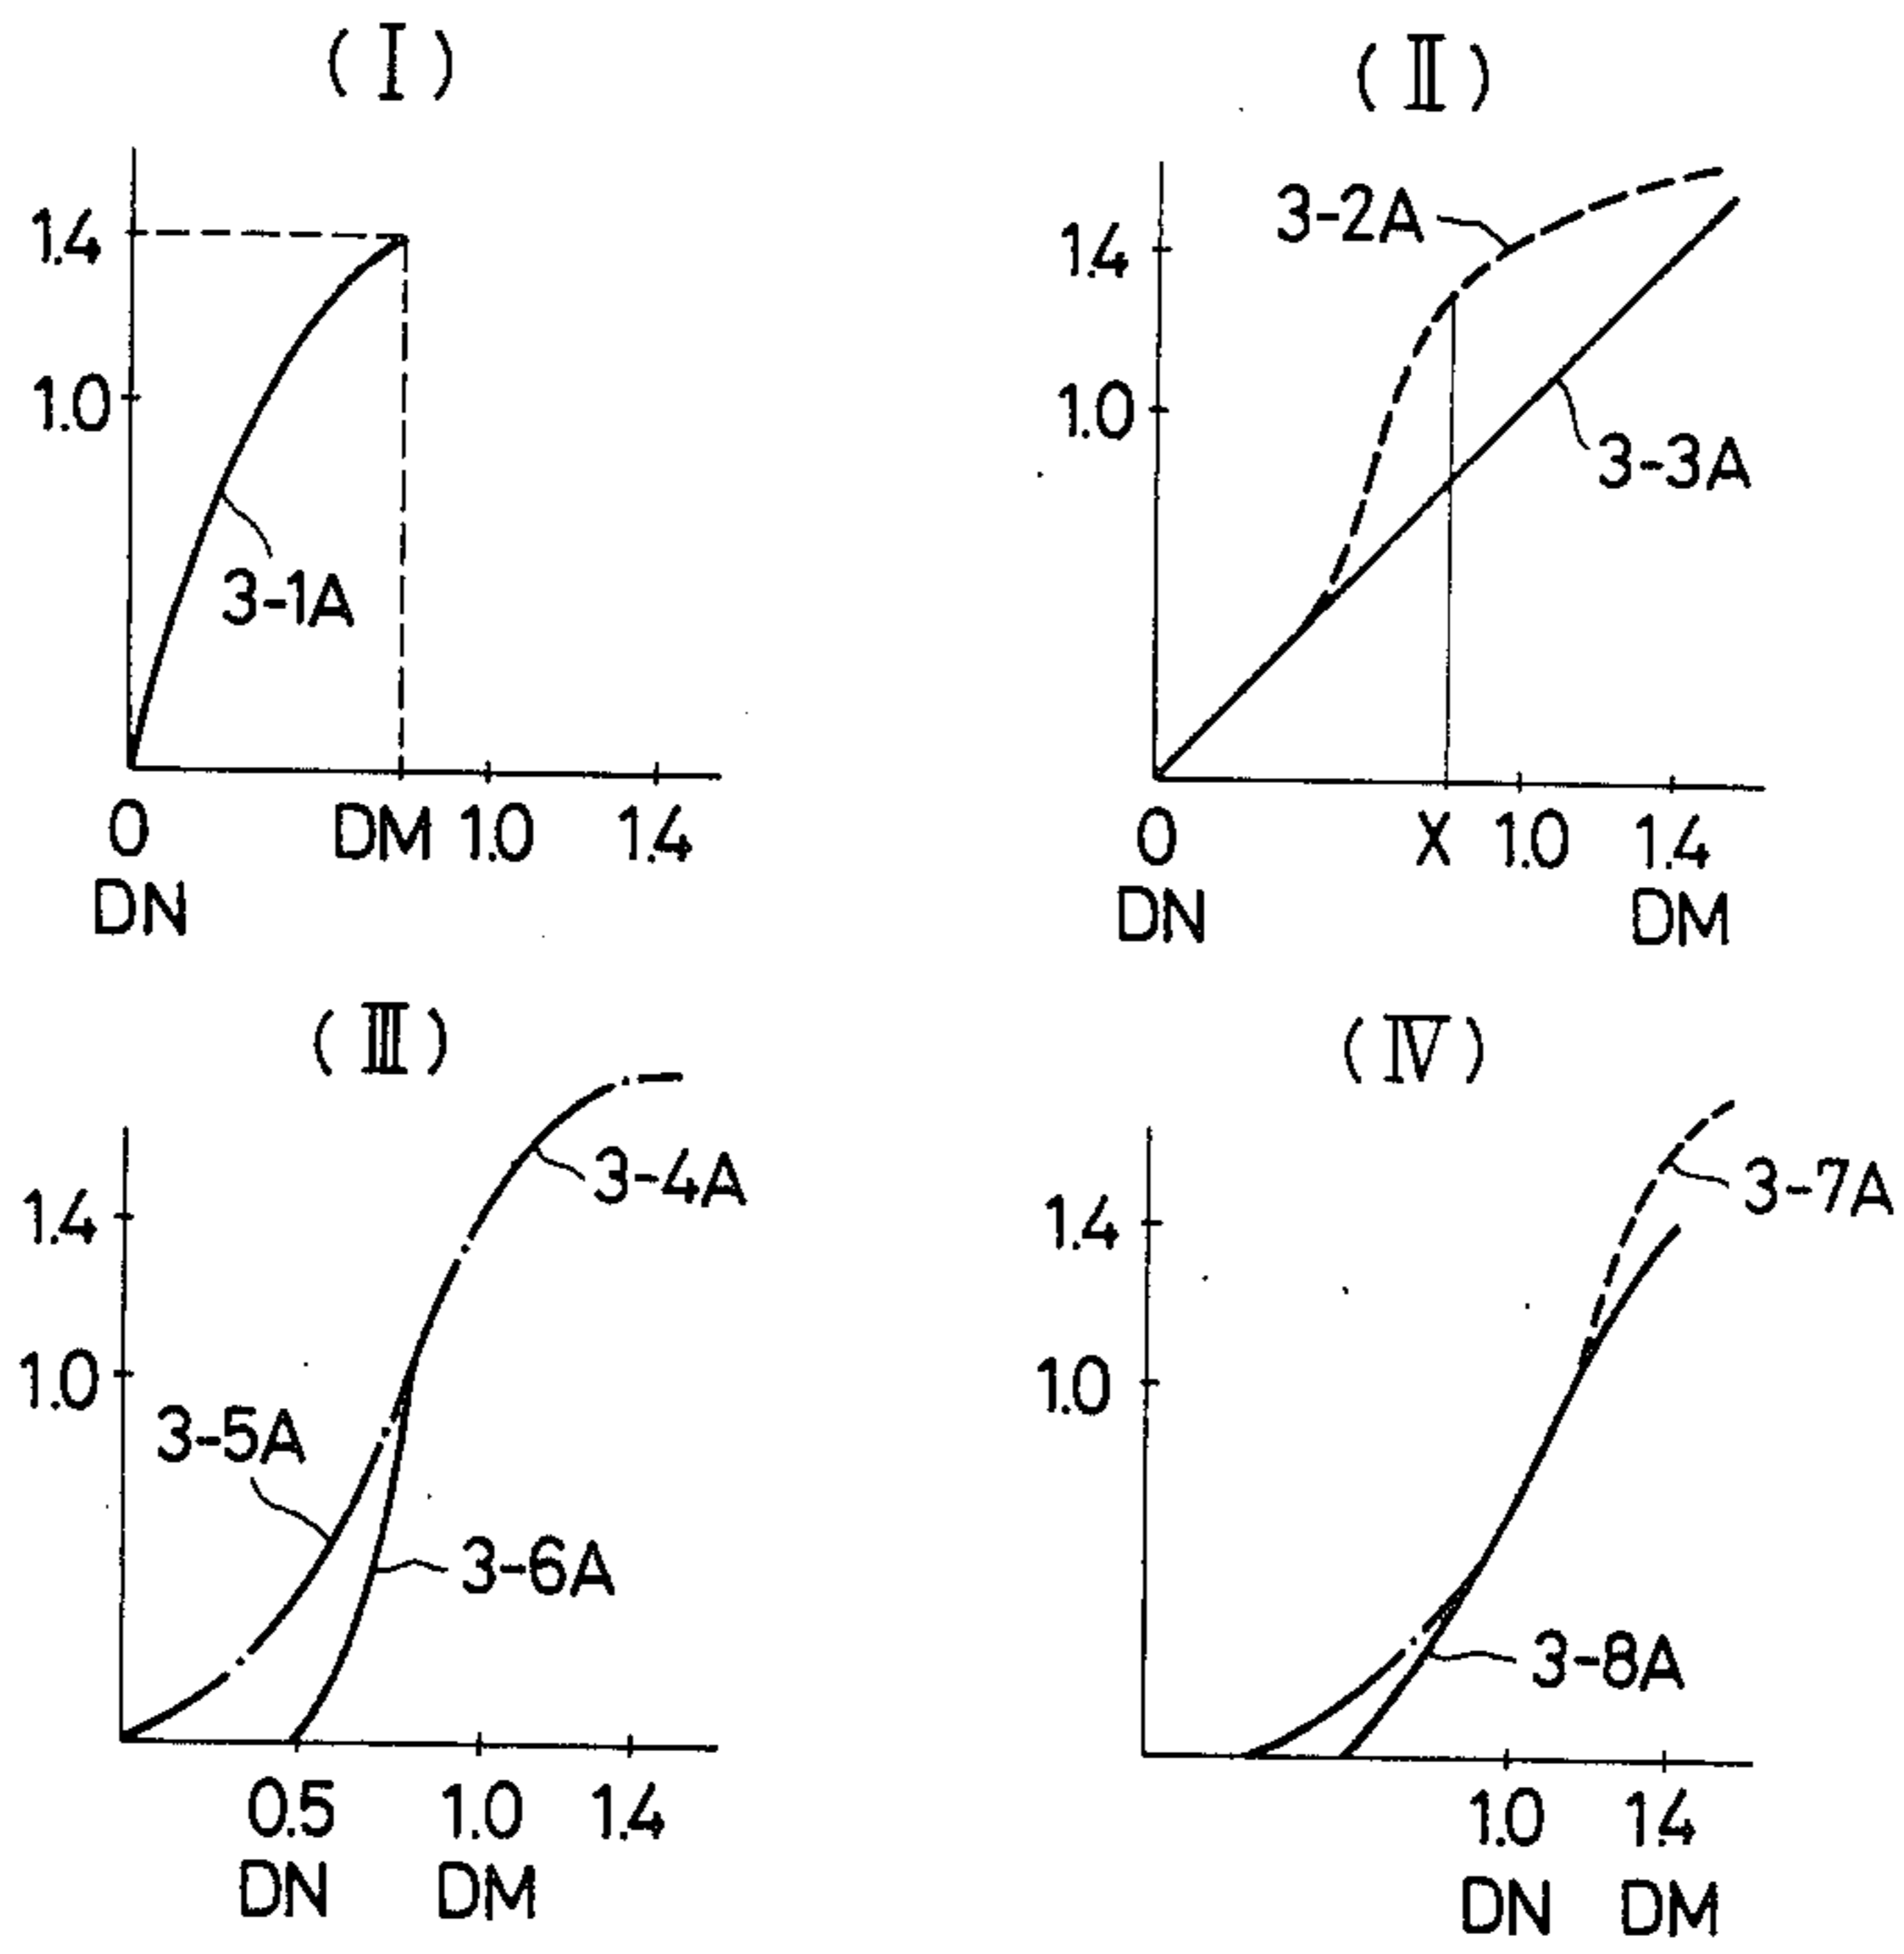 (I)
1.4
1.0
3-1A
0 DM 1.0 1.4
DN
(II)
3-2A
1.4
1.0
3-3A
0 X 1.0 1.4
DN DM
(III)
3-4A
1.4
1.0
3-5A
3-6A
0.5 1.0 1.4
DN DM
(IV)
3-7A
1.4
1.0
3-8A
1.0 1.4
DN DM